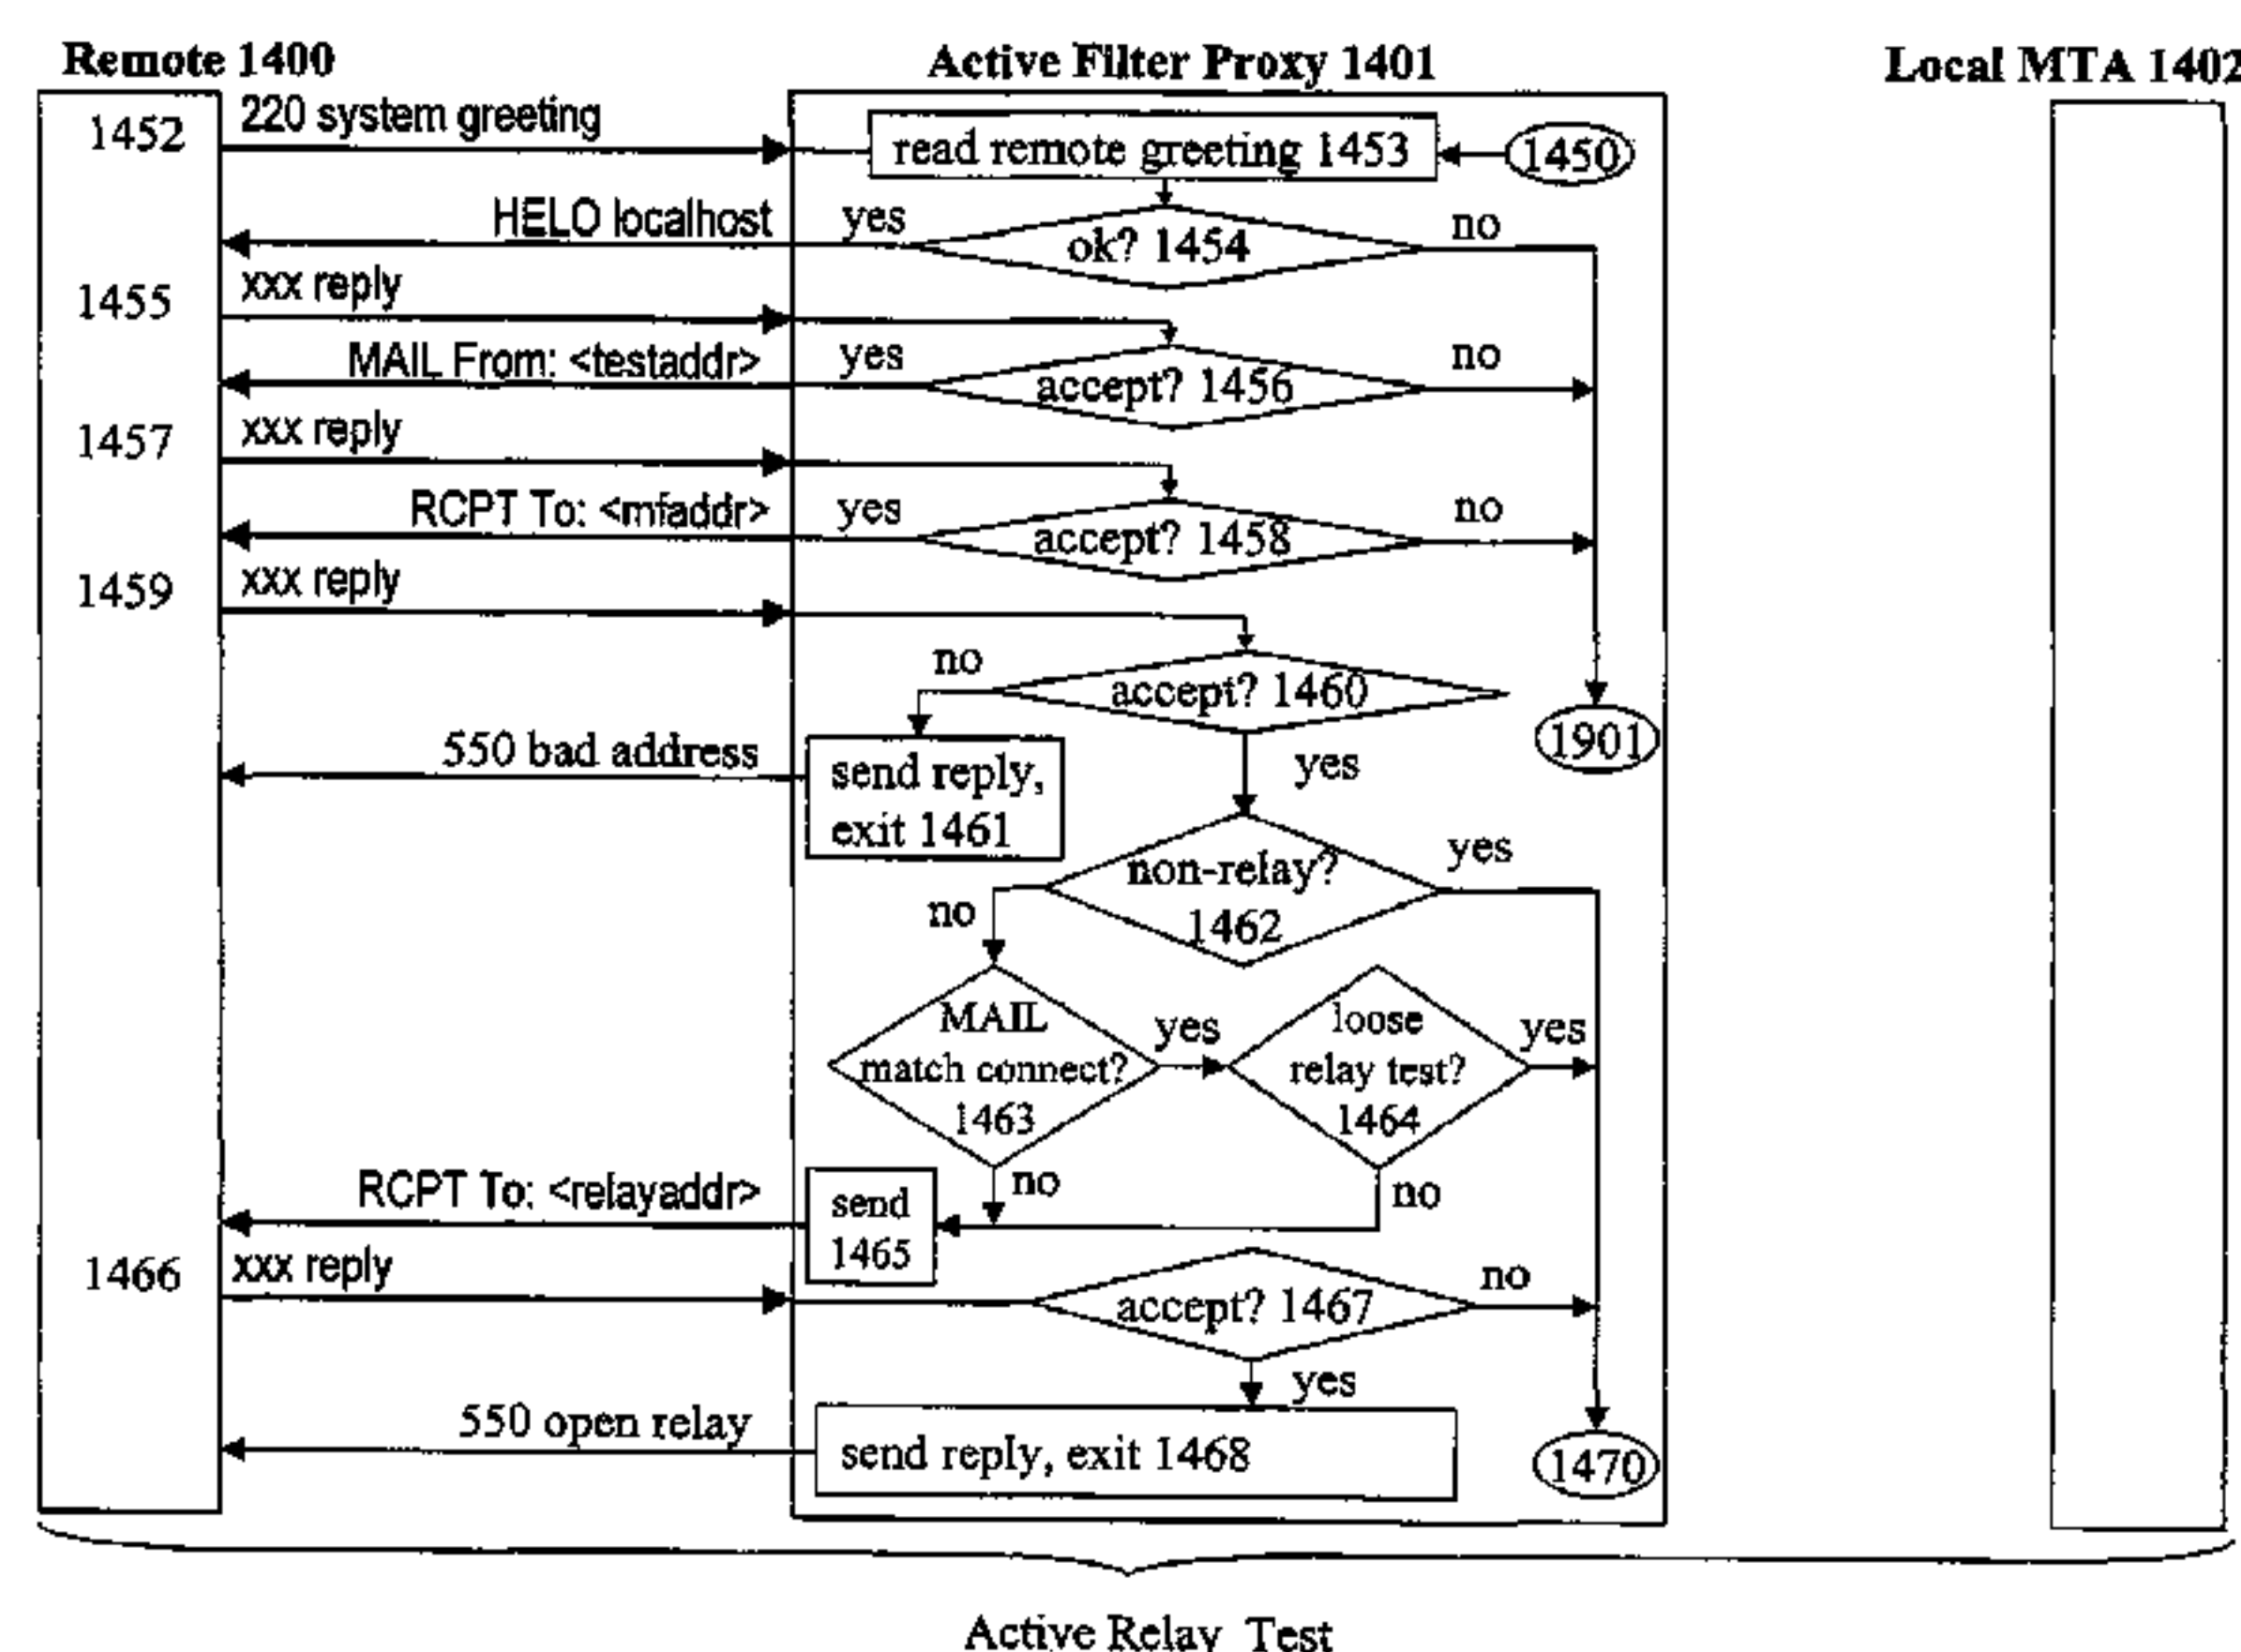 Remote 1400
Active Filter Proxy 1401
Local MTA 1402
1452
220 system greeting
read remote greeting 1453
1450
HELO localhost
yes
ok? 1454
no
1455
xxx reply
MAIL From: <testaddr>
yes
accept? 1456
no
1457
xxx reply
RCPT To: <mfaddr>
yes
accept? 1458
no
1459
xxx reply
no
accept? 1460
1901
550 bad address
send reply,
exit 1461
yes
non-relay?
1462
yes
no
MAIL
match connect?
1463
yes
loose
relay test?
1464
yes
no
no
RCPT To: <relayaddr>
send
1465
1466
xxx reply
accept? 1467
no
yes
550 open relay
send reply, exit 1468
1470
Active Relay Test